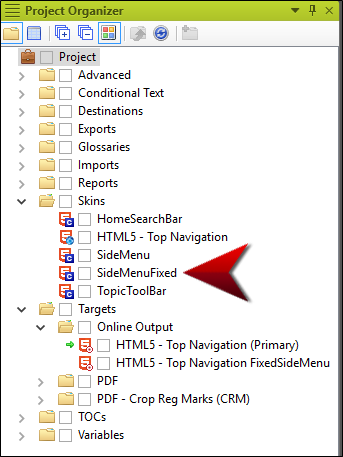 Project Organizer
Project
Advanced
Conditional Text
Destinations
Exports
Glossaries
Imports
Reports
Skins
HomeSearchBar
HTML5 - Top Navigation
SideMenu
SideMenuFixed
TopicToolBar
Targets
Online Output
HTML5 - Top Navigation (Primary)
HTML5 - Top Navigation FixedSideMenu
PDF
PDF - Crop Reg Marks (CRM)
TOCs
Variables